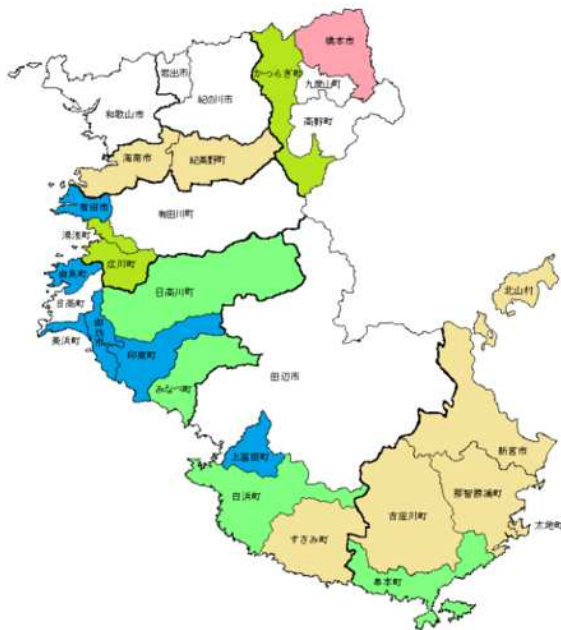 橋本市
かつらぎ町
岩出市
紀の川市
九度山町
和歌山市
高野町
海南市
紀美野町
有田市
有田川町
湯浅町
広川町
由良町
北山村
日高川町
日高町
御坊市
美浜町
印南町
田辺市
みなべ町
上富田町
新宮市
那智勝浦町
白浜町
古座川町
太地町
すさみ町
串本町